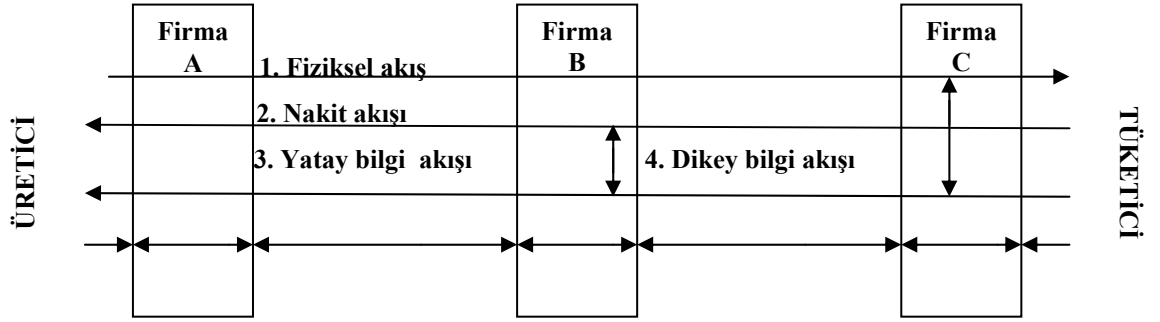 Firma
A
Firma
B
Firma
C
1. Fiziksel akış
2. Nakit akışı
3. Yatay bilgi akışı
4. Dikey bilgi akışı
ÜRETİCİ
TÜKETİCİ